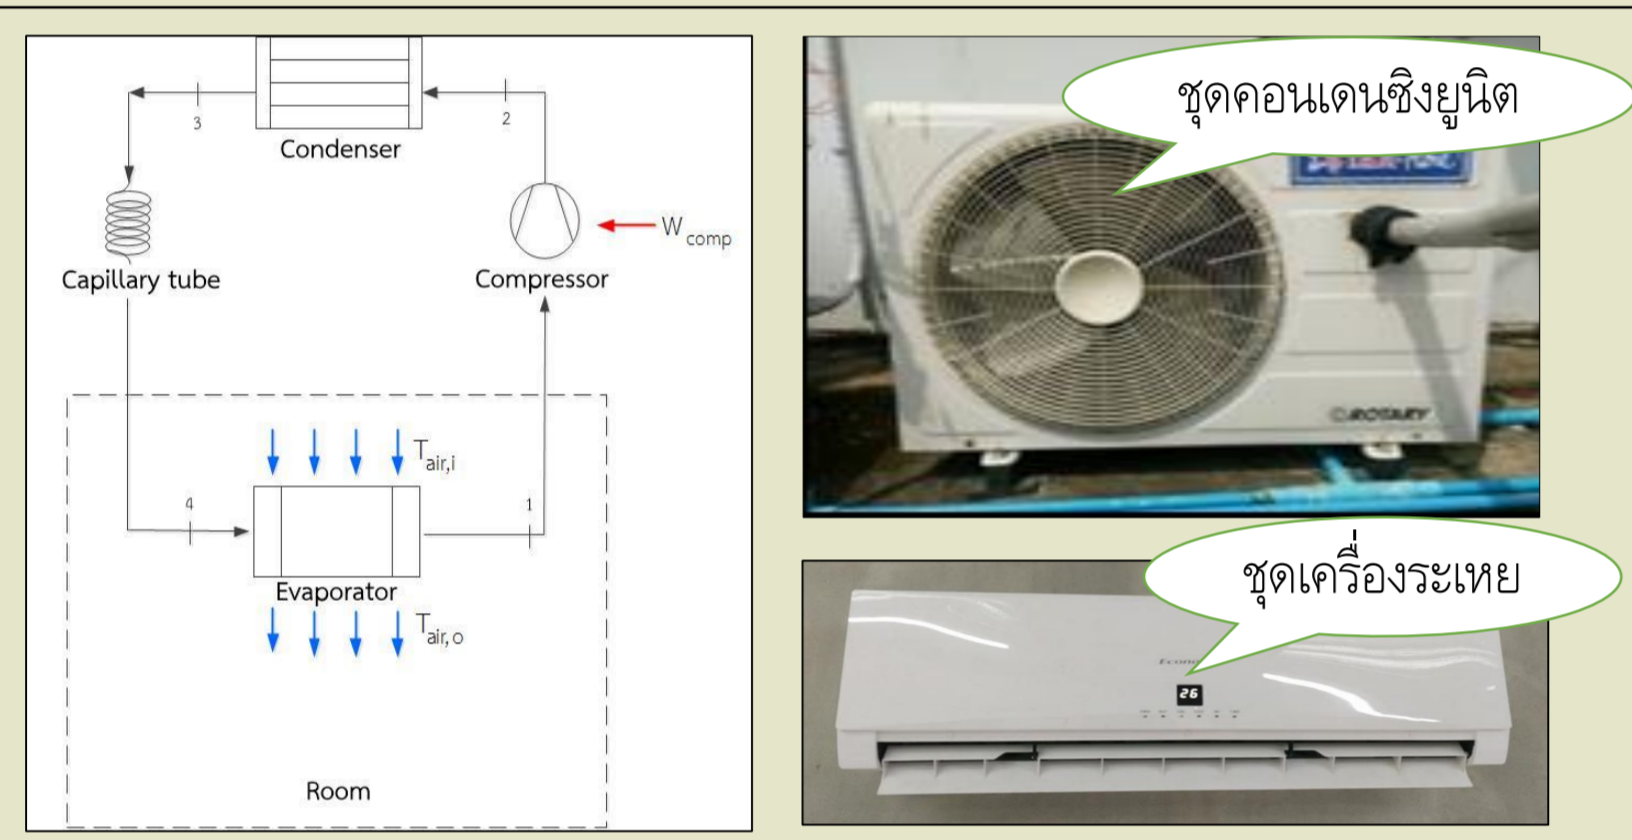 3
2
Condenser
W comp
Capillary tube
Compressor
T air,i
4
1
Evaporator
T air,o
Room
ชุดคอนเดนซิงยูนิต
ROTARY
ชุดเครื่องระเหย
26